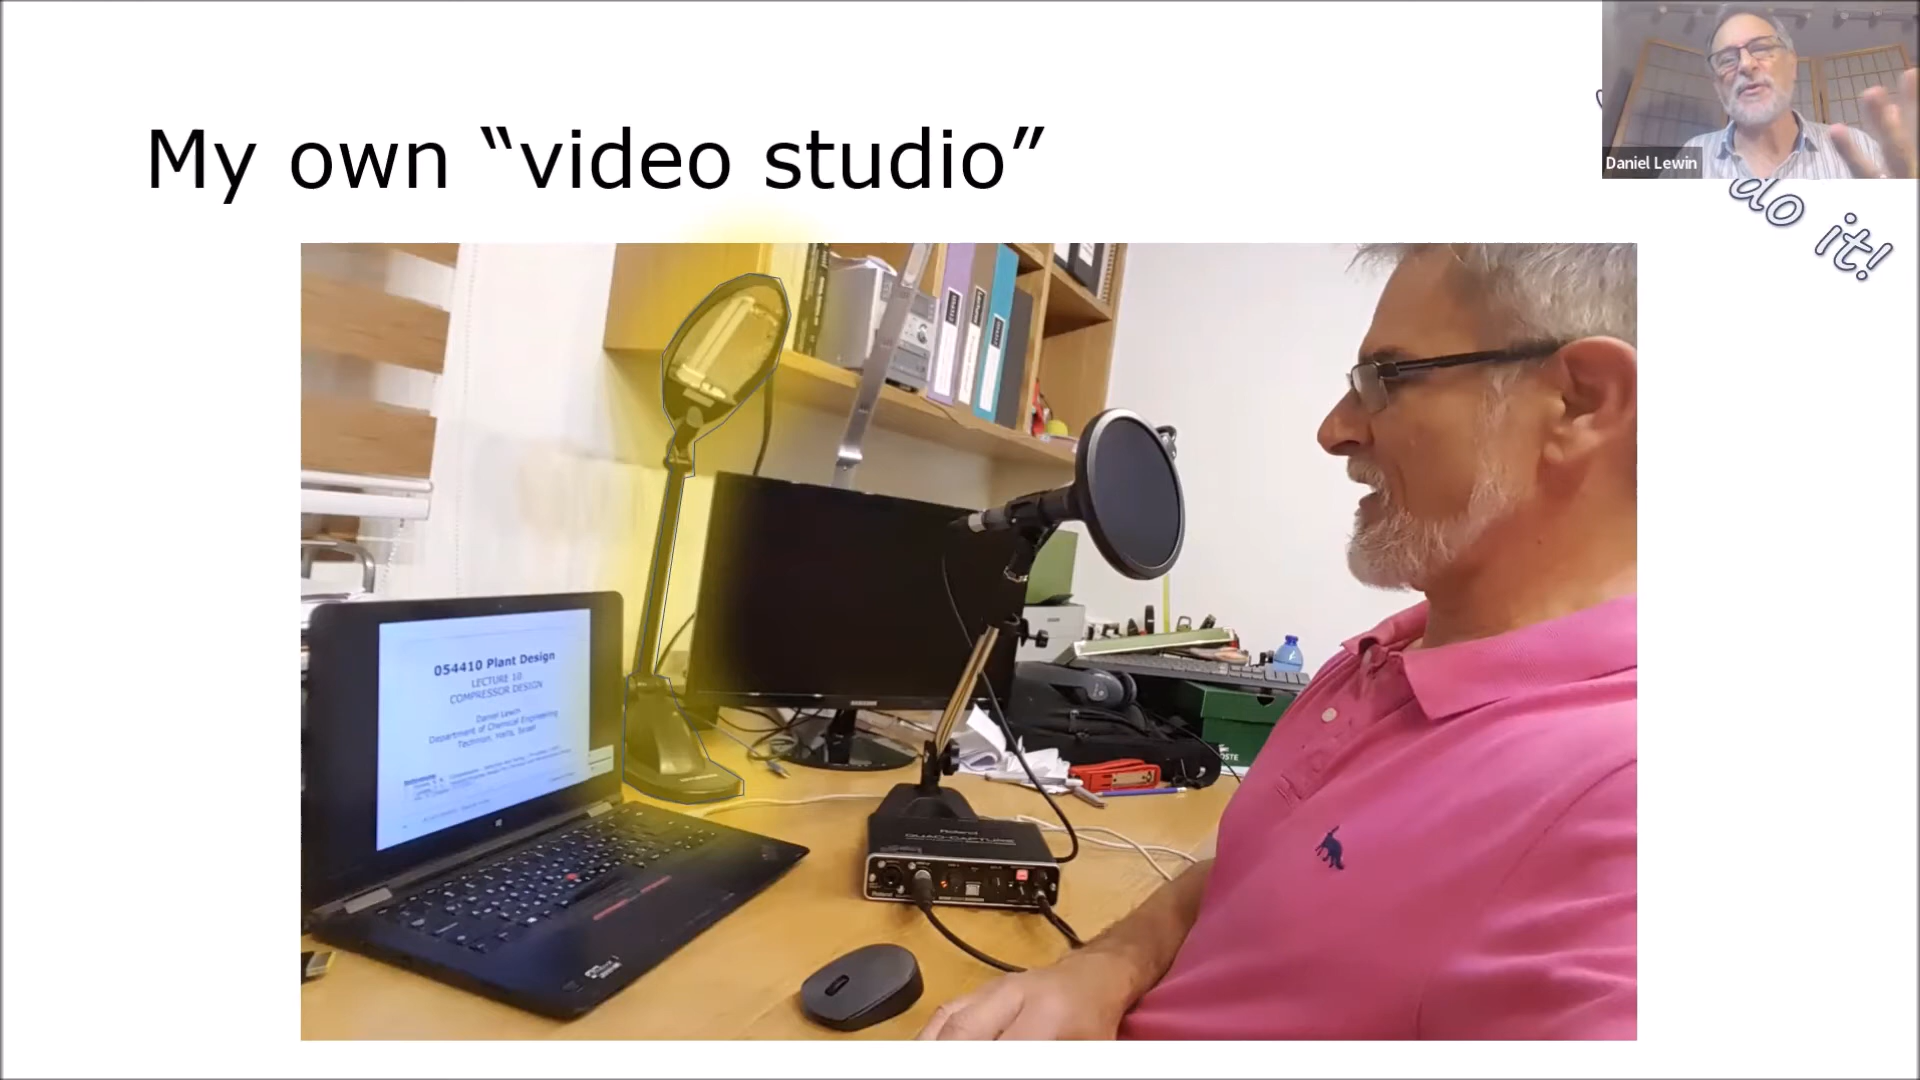 My own “video studio”
Daniel Lewin
do it!
054410 Plant Design
LECTURE 10
COMPRESSOR DESIGN
Daniel Lewin
Department of Chemical Engineering
Technion, Haifa, Israel
Roland
QUAD-CAPTURE